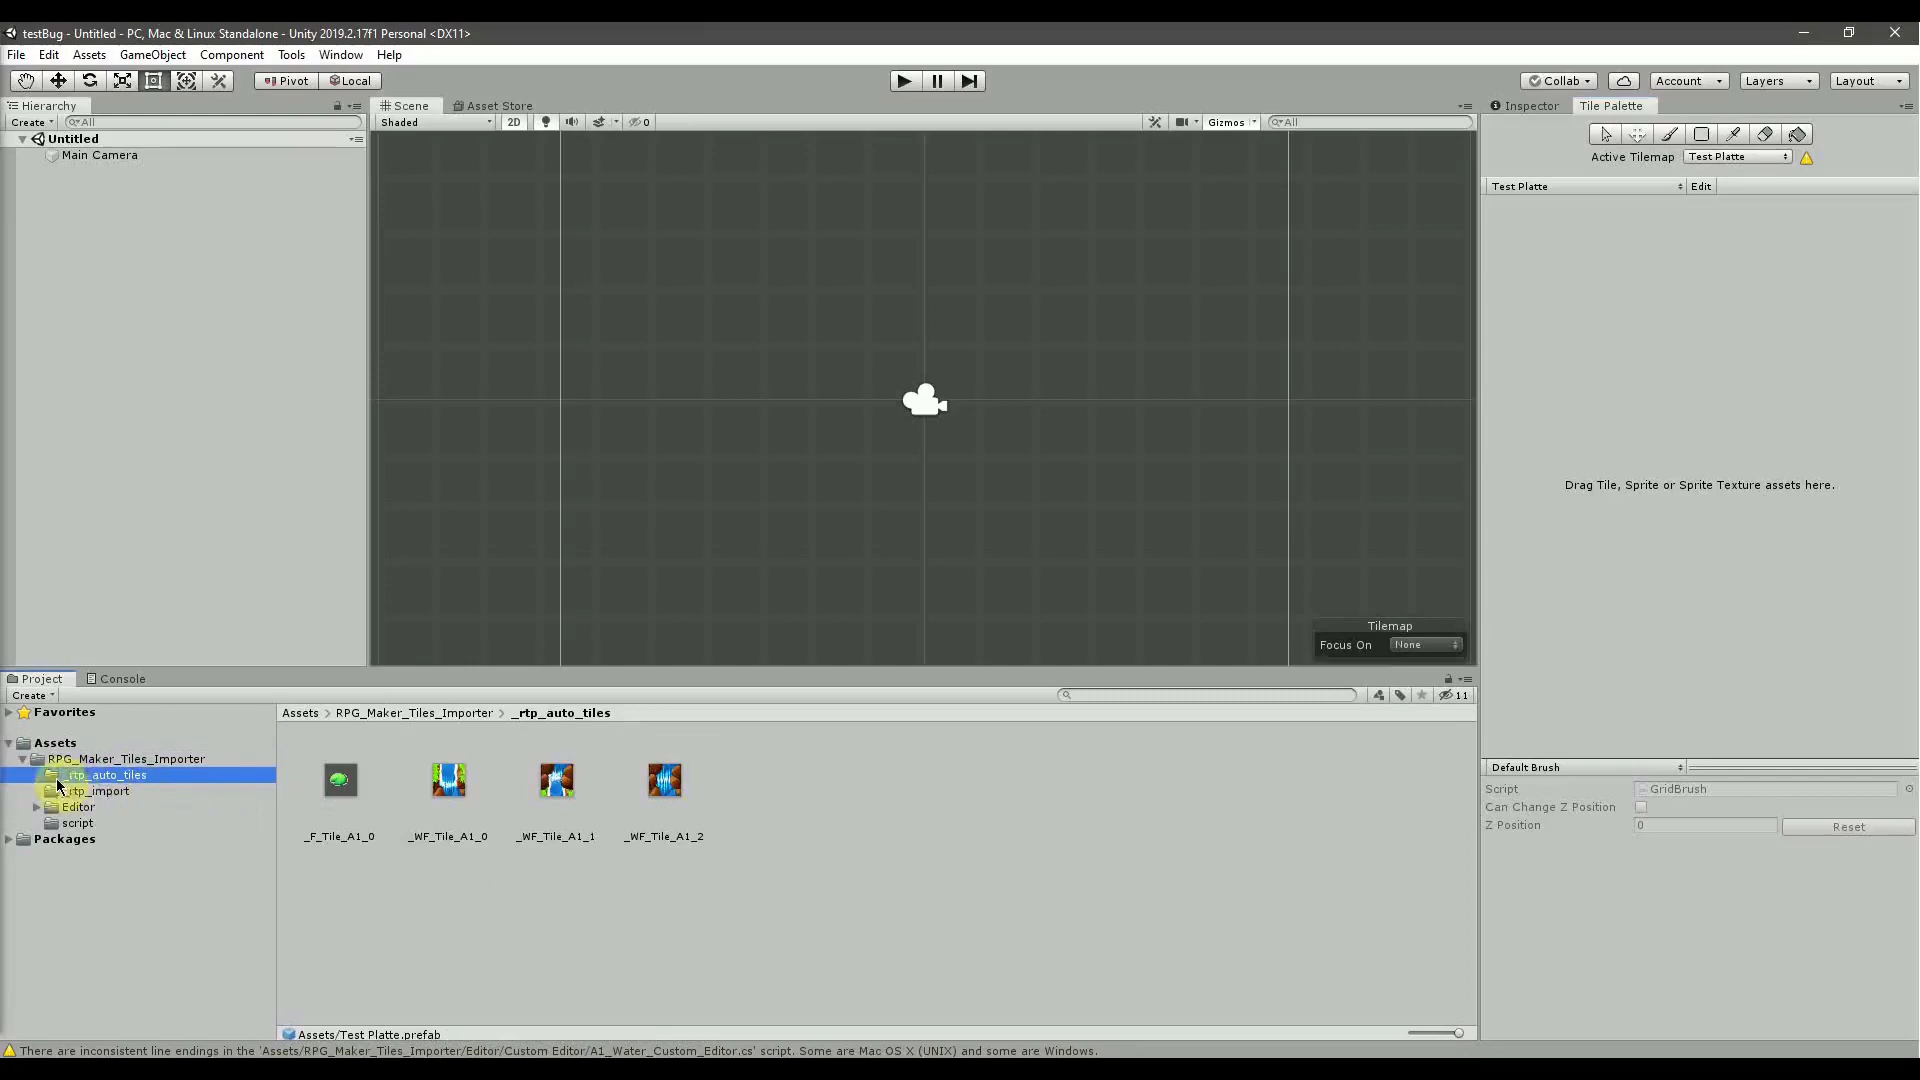 testBug - Untitled - PC, Mac & Linux Standalone - Unity 2019.2.17f1 Personal <DX11>
File Edit Assets GameObject Component Tools Window Help
Pivot Local Collab Account Layers Layout
Hierarchy Scene Asset Store Inspector Tile Palette
Create All Shaded 2D 0 Gizmos All
Untitled
Main Camera
Active Tilemap Test Platte
Test Platte Edit
Drag Tile, Sprite or Sprite Texture assets here.
Tilemap
Focus On None
Project Console
Create 11
Favorites
Assets > RPG_Maker_Tiles_Importer > _rtp_auto_tiles
Assets
RPG_Maker_Tiles_Importer
_rtp_auto_tiles
_rtp_import
Editor
script
Packages
_F_Tile_A1_0 _WF_Tile_A1_0 _WF_Tile_A1_1 _WF_Tile_A1_2
Default Brush
Script GridBrush
Can Change Z Position
Z Position 0 Reset
Assets/Test Platte.prefab
There are inconsistent line endings in the 'Assets/RPG_Maker_Tiles_Importer/Editor/Custom Editor/A1_Water_Custom_Editor.cs' script. Some are Mac OS X (UNIX) and some are Windows.